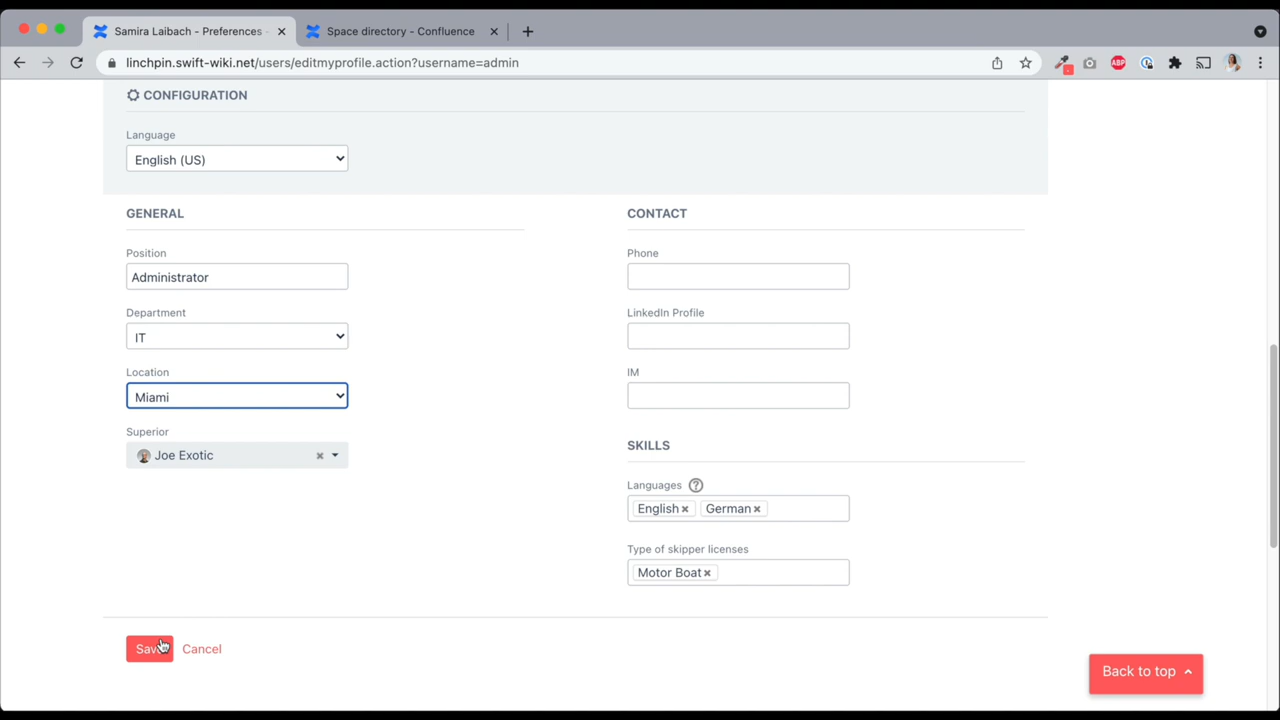 Samira Laibach - Preferences -
Space directory - Confluence
linchpin.swift-wiki.net/users/editmyprofile.action?username=admin
ABP
CONFIGURATION
Language
English (US)
GENERAL
Position
Administrator
Department
IT
Location
Miami
Superior
Joe Exotic
CONTACT
Phone
LinkedIn Profile
IM
SKILLS
Languages ?
English × German ×
Type of skipper licenses
Motor Boat ×
Save Cancel
Back to top